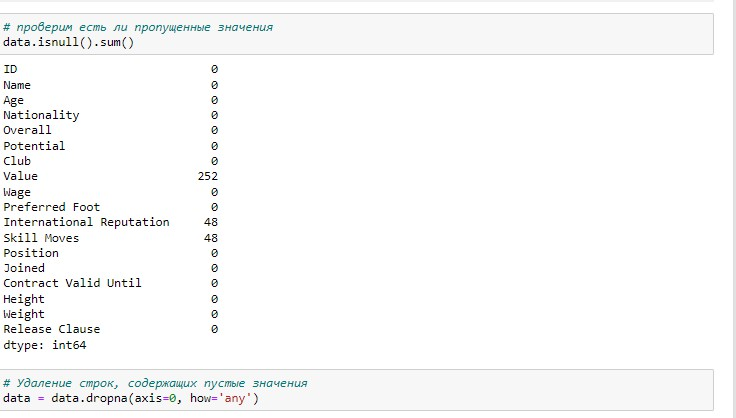 # проверим есть ли пропущенные значения
data.isnull().sum()
ID 0
Name 0
Age 0
Nationality 0
Overall 0
Potential 0
Club 0
Value 252
Wage 0
Preferred Foot 0
International Reputation 48
Skill Moves 48
Position 0
Joined 0
Contract Valid Until 0
Height 0
Weight 0
Release Clause 0
dtype: int64
# Удаление строк, содержащих пустые значения
data = data.dropna(axis=0, how='any')